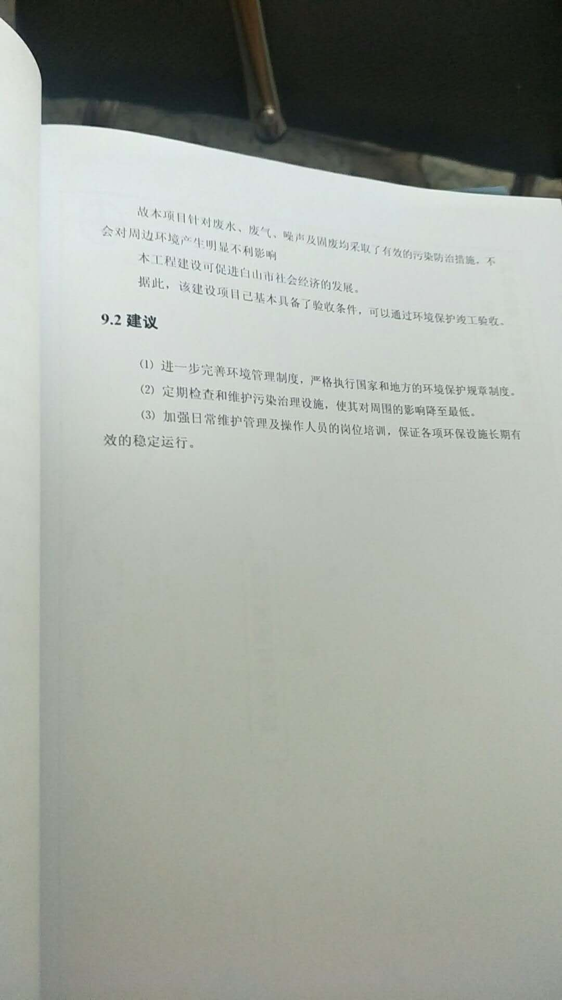 故本项目针对废水、废气、噪声及固废均采取了有效的污染防治措施，不
会对周边环境产生明显不利影响
本工程建设可促进白山市社会经济的发展。
据此，该建设项目已基本具备了验收条件，可以通过环境保护竣工验收。
9.2 建议
（1）进一步完善环境管理制度，严格执行国家和地方的环境保护规章制度。
（2）定期检查和维护污染治理设施，使其对周围的影响降至最低。
（3）加强日常维护管理及操作人员的岗位培训，保证各项环保设施长期有
效的稳定运行。